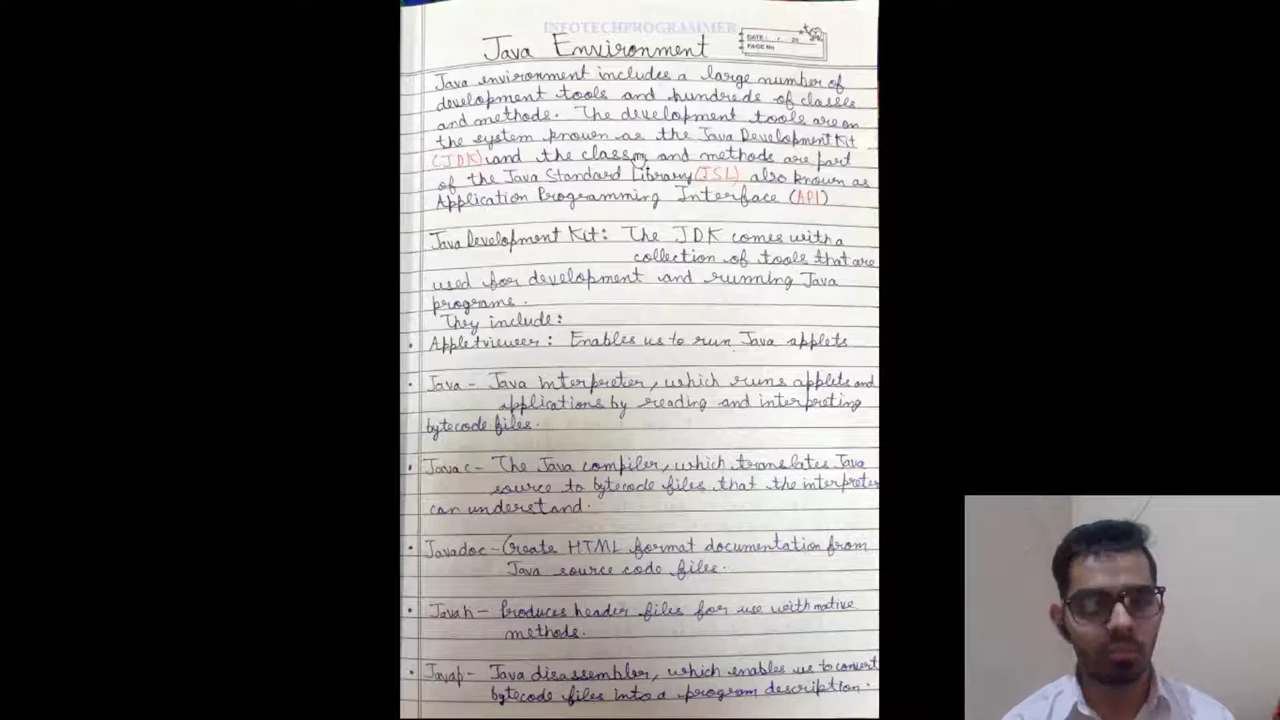 INFOTECHPROGRAMMER
DATE: 20
PAGE No
Java Environment
Java environment includes a large number of
development tools and hundreds of classes
and methods. The development tools are on
the system known as the Java Development Kit
(JDK) and the classes and methods are part
of the Java Standard Library (JSL) also known as
Application Programming Interface (API)
Java Development Kit: The JDK comes with a
collection of tools that are
used for development and running Java
programs.
They include:
• Appletviewer: Enables us to run Java applets
• Java - Java interpreter, which runs applets and
applications by reading and interpreting
bytecode files.
• Javac - The Java compiler, which translates Java
source to bytecode files that the interpreter
can understand.
• Javadoc - Create HTML format documentation from
Java source code files.
• Javah - Produces header files for use with native
methods.
• Javap - Java disassembler, which enables us to convert
bytecode files into a program description.